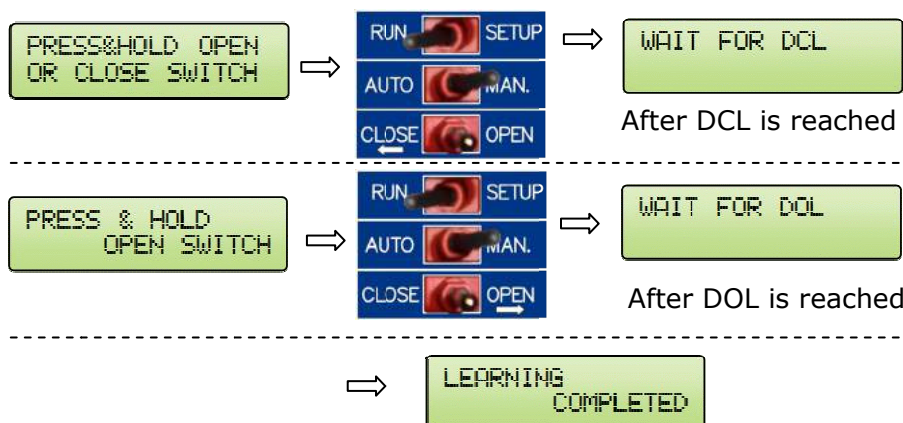 PRESS&HOLD OPEN
OR CLOSE SWITCH
RUN SETUP
AUTO MAN.
CLOSE OPEN
WAIT FOR DCL
After DCL is reached
PRESS & HOLD
OPEN SWITCH
RUN SETUP
AUTO MAN.
CLOSE OPEN
WAIT FOR DOL
After DOL is reached
LEARNING
COMPLETED